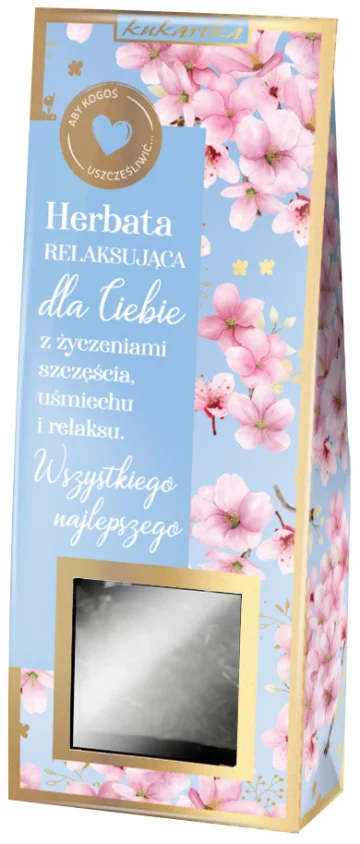 kukartka
ABY KOGOŚ
USZCZĘŚLIWIĆ...
Herbata
RELAKSUJĄCA
dla Ciebie
z życzeniami
szczęścia,
uśmiechu
i relaksu.
Wszystkiego
najlepszego